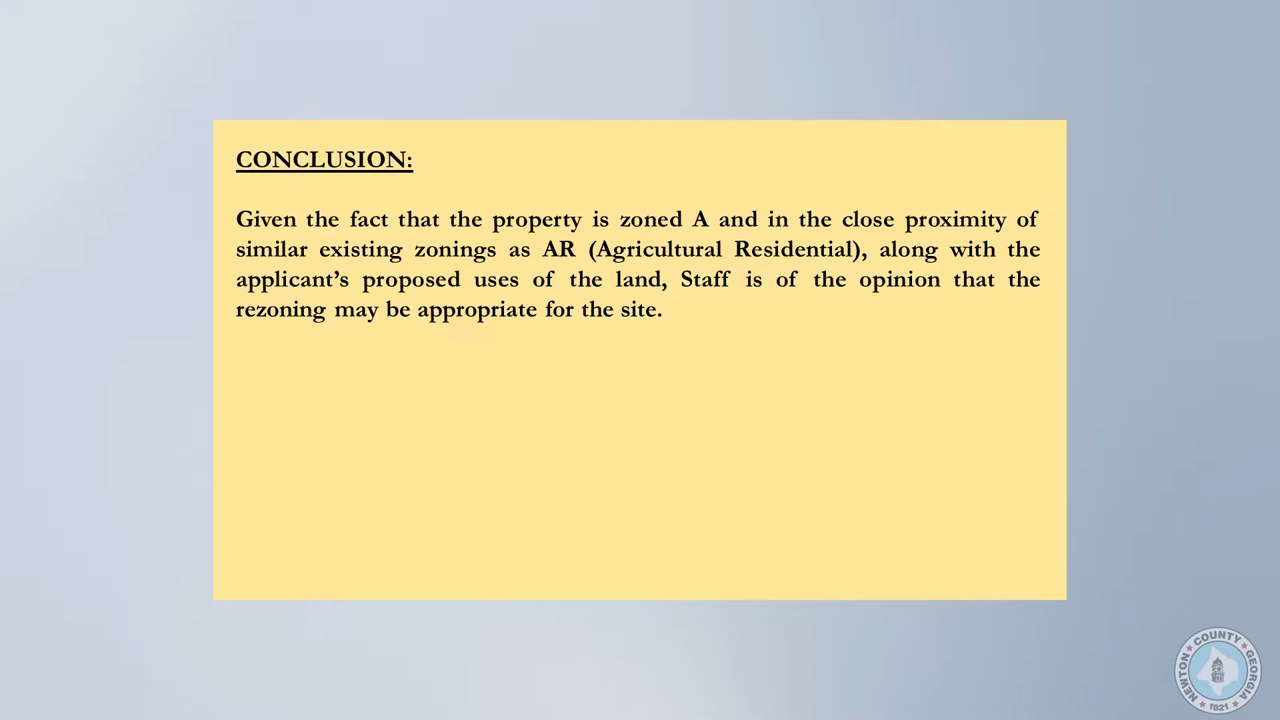 CONCLUSION:
Given the fact that the property is zoned A and in the close proximity of
similar existing zonings as AR (Agricultural Residential), along with the
applicant’s proposed uses of the land, Staff is of the opinion that the
rezoning may be appropriate for the site.
NEWTON COUNTY GEORGIA
1821